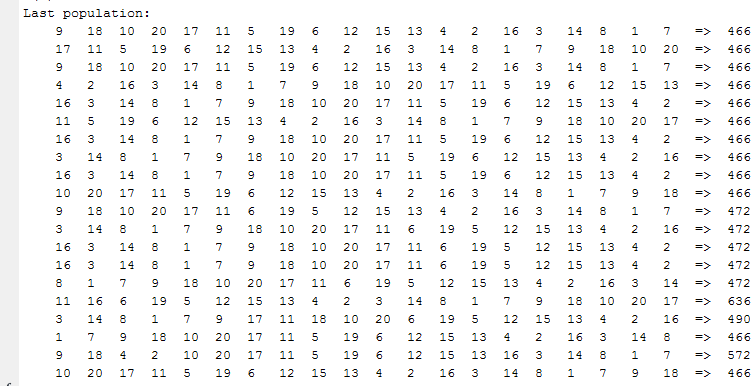 Last population:
9 18 10 20 17 11 5 19 6 12 15 13 4 2 16 3 14 8 1 7 => 466
17 11 5 19 6 12 15 13 4 2 16 3 14 8 1 7 9 18 10 20 => 466
9 18 10 20 17 11 5 19 6 12 15 13 4 2 16 3 14 8 1 7 => 466
4 2 16 3 14 8 1 7 9 18 10 20 17 11 5 19 6 12 15 13 => 466
16 3 14 8 1 7 9 18 10 20 17 11 5 19 6 12 15 13 4 2 => 466
11 5 19 6 12 15 13 4 2 16 3 14 8 1 7 9 18 10 20 17 => 466
16 3 14 8 1 7 9 18 10 20 17 11 5 19 6 12 15 13 4 2 => 466
3 14 8 1 7 9 18 10 20 17 11 5 19 6 12 15 13 4 2 16 => 466
16 3 14 8 1 7 9 18 10 20 17 11 5 19 6 12 15 13 4 2 => 466
10 20 17 11 5 19 6 12 15 13 4 2 16 3 14 8 1 7 9 18 => 466
9 18 10 20 17 11 6 19 5 12 15 13 4 2 16 3 14 8 1 7 => 472
3 14 8 1 7 9 18 10 20 17 11 6 19 5 12 15 13 4 2 16 => 472
16 3 14 8 1 7 9 18 10 20 17 11 6 19 5 12 15 13 4 2 => 472
16 3 14 8 1 7 9 18 10 20 17 11 6 19 5 12 15 13 4 2 => 472
8 1 7 9 18 10 20 17 11 6 19 5 12 15 13 4 2 16 3 14 => 472
11 16 6 19 5 12 15 13 4 2 3 14 8 1 7 9 18 10 20 17 => 636
3 14 8 1 7 9 17 11 18 10 20 6 19 5 12 15 13 4 2 16 => 490
1 7 9 18 10 20 17 11 5 19 6 12 15 13 4 2 16 3 14 8 => 466
9 18 4 2 10 20 17 11 5 19 6 12 15 13 16 3 14 8 1 7 => 572
10 20 17 11 5 19 6 12 15 13 4 2 16 3 14 8 1 7 9 18 => 466